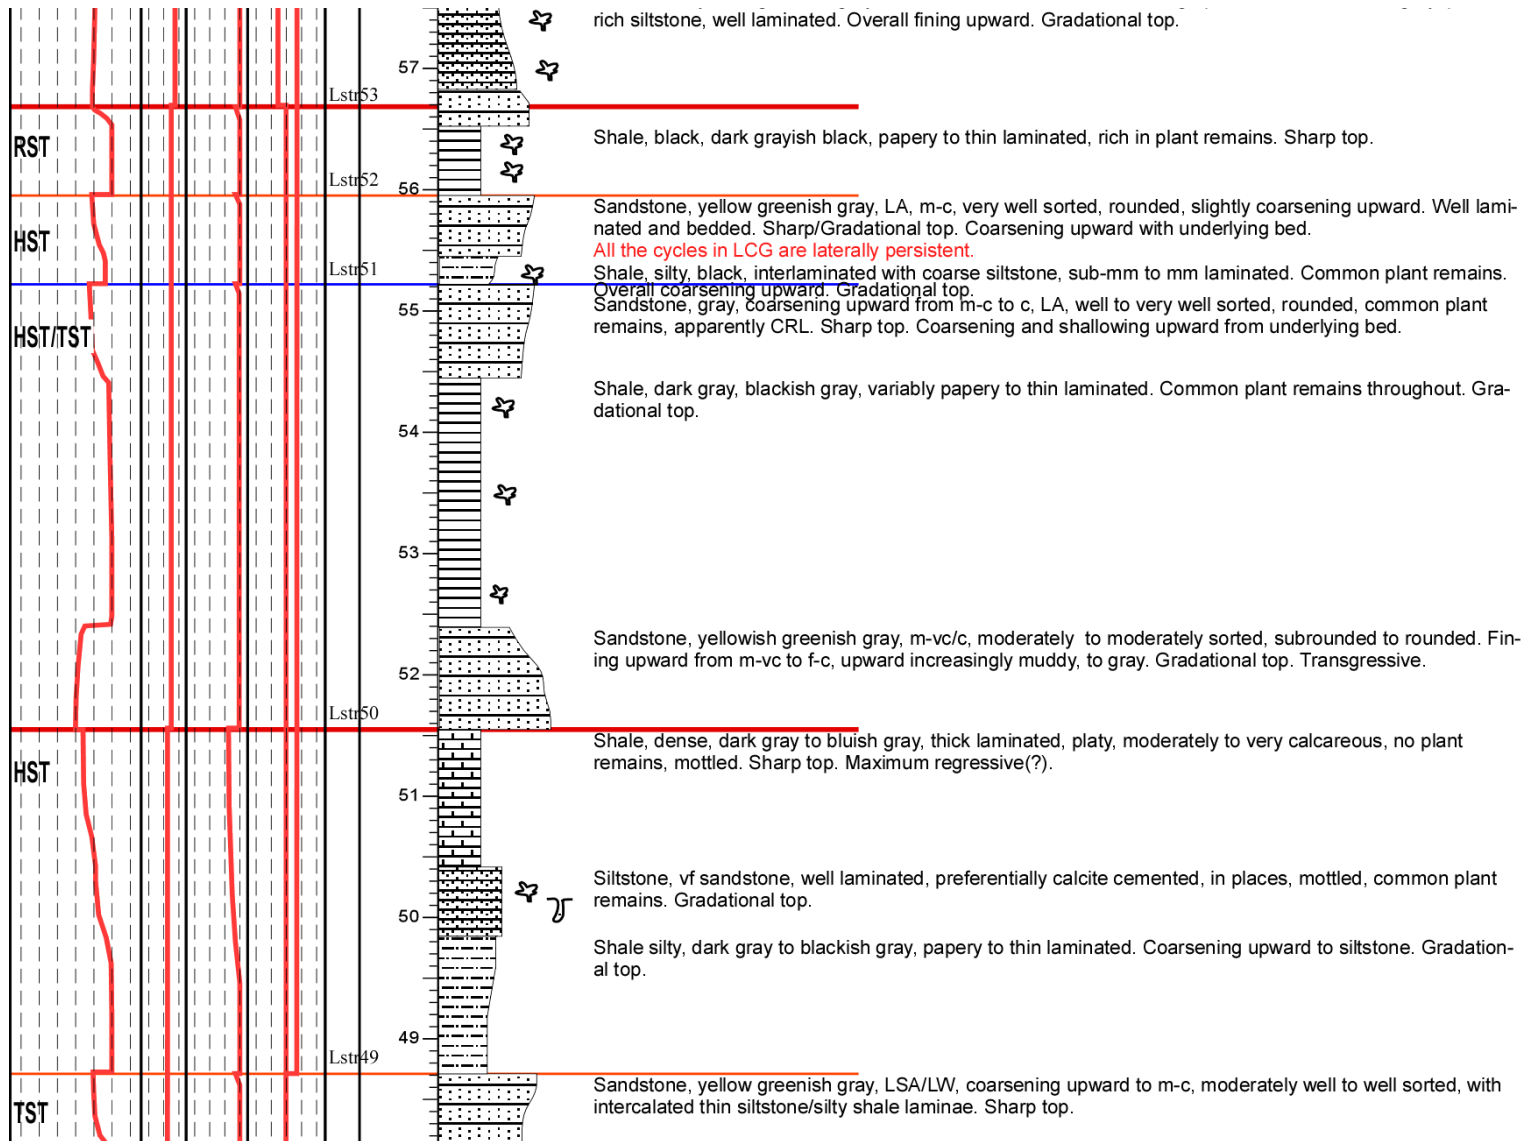 rich siltstone, well laminated. Overall fining upward. Gradational top.
57
Lstr53
Shale, black, dark grayish black, papery to thin laminated, rich in plant remains. Sharp top.
RST
Lstr52
56
Sandstone, yellow greenish gray, LA, m-c, very well sorted, rounded, slightly coarsening upward. Well lami-
nated and bedded. Sharp/Gradational top. Coarsening upward with underlying bed.
HST
All the cycles in LCG are laterally persistent.
Lstr51
Shale, silty, black, interlaminated with coarse siltstone, sub-mm to mm laminated. Common plant remains.
Overall coarsening upward. Gradational top.
Sandstone, gray, coarsening upward from m-c to c, LA, well to very well sorted, rounded, common plant
55
remains, apparently CRL. Sharp top. Coarsening and shallowing upward from underlying bed.
HST/TST
Shale, dark gray, blackish gray, variably papery to thin laminated. Common plant remains throughout. Gra-
dational top.
54
53
Sandstone, yellowish greenish gray, m-vc/c, moderately  to moderately sorted, subrounded to rounded. Fin-
ing upward from m-vc to f-c, upward increasingly muddy, to gray. Gradational top. Transgressive.
52
Lstr50
Shale, dense, dark gray to bluish gray, thick laminated, platy, moderately to very calcareous, no plant
remains, mottled. Sharp top. Maximum regressive(?).
HST
51
Siltstone, vf sandstone, well laminated, preferentially calcite cemented, in places, mottled, common plant
remains. Gradational top.
50
Shale silty, dark gray to blackish gray, papery to thin laminated. Coarsening upward to siltstone. Gradation-
al top.
49
Lstr49
Sandstone, yellow greenish gray, LSA/LW, coarsening upward to m-c, moderately well to well sorted, with
intercalated thin siltstone/silty shale laminae. Sharp top.
TST